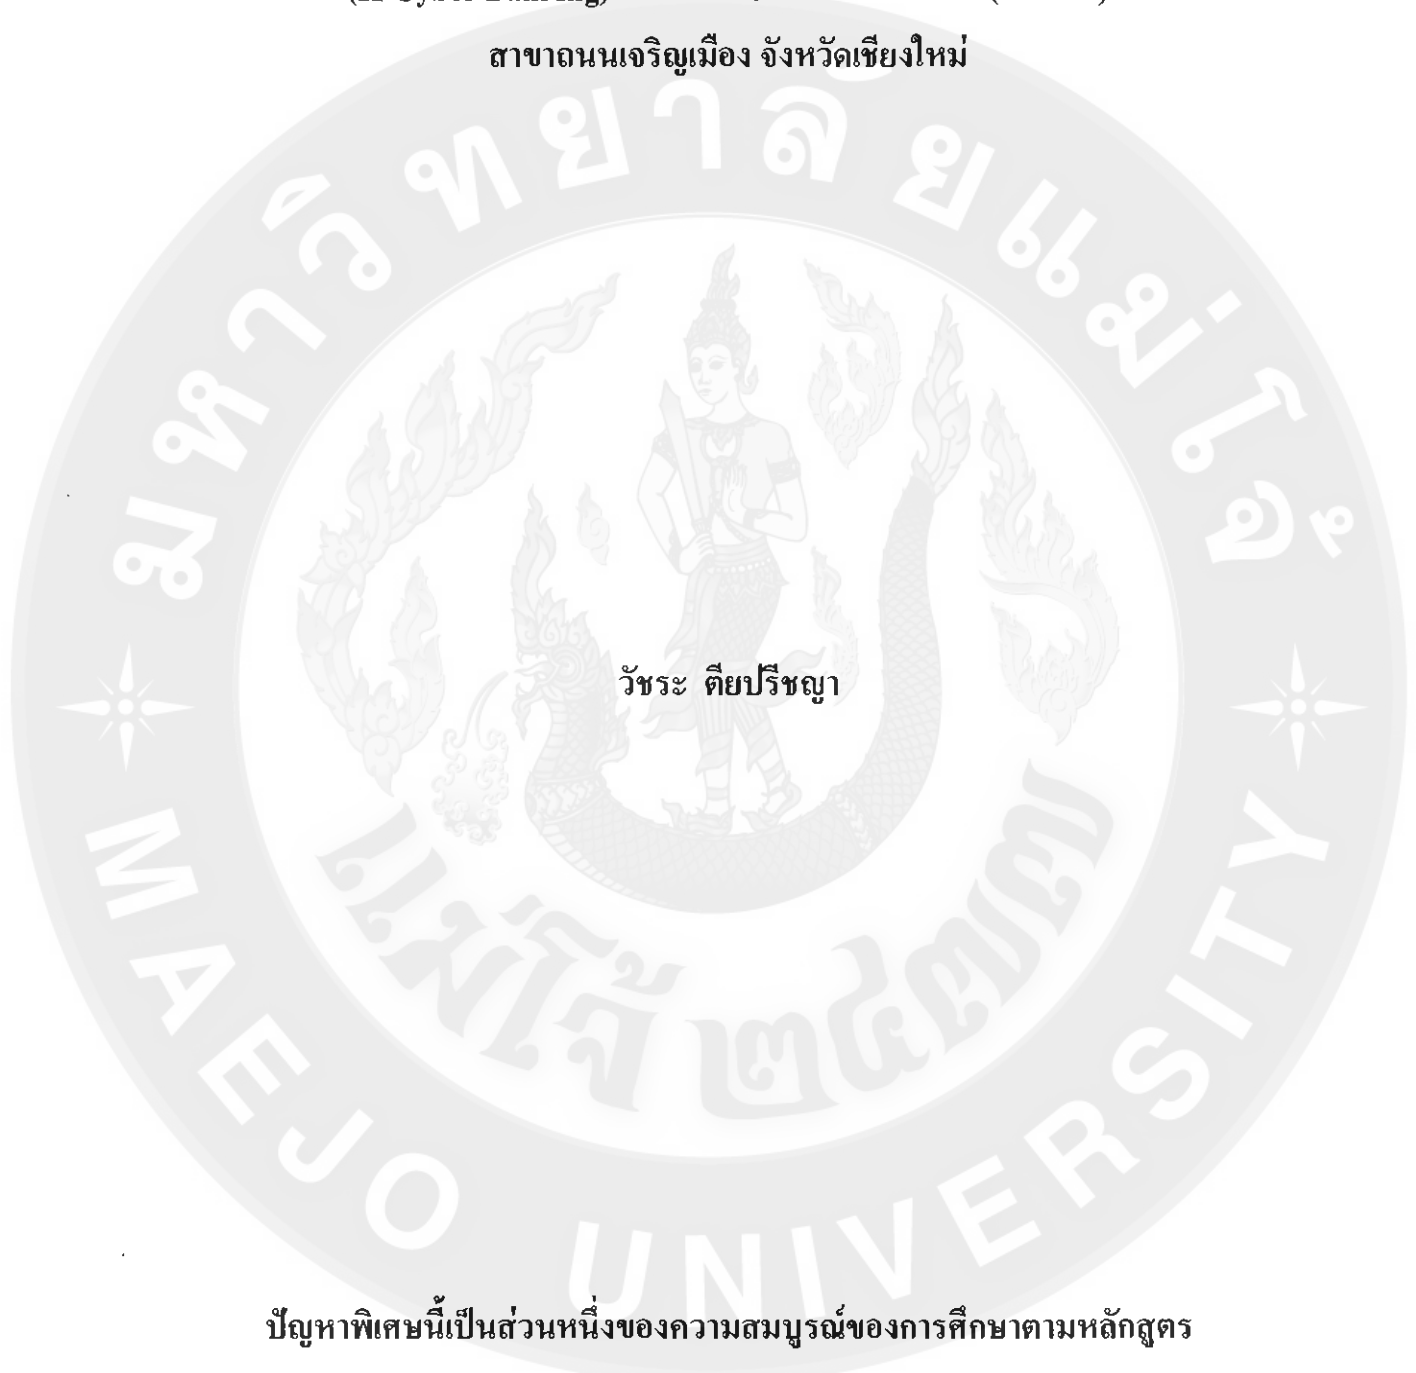 สาขาถนนเจริญเมือง จังหวัดเชียงใหม่
มหาวิทยาลัยแม่โจ้
วัชระ ตียปรีชญา
แม่โจ้ ๒๔๗๗
MAEJO UNIVERSITY
ปัญหาพิเศษนี้เป็นส่วนหนึ่งของความสมบูรณ์ของการศึกษาตามหลักสูตร